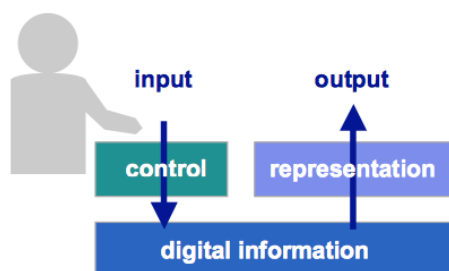 input output
control representation
digital information